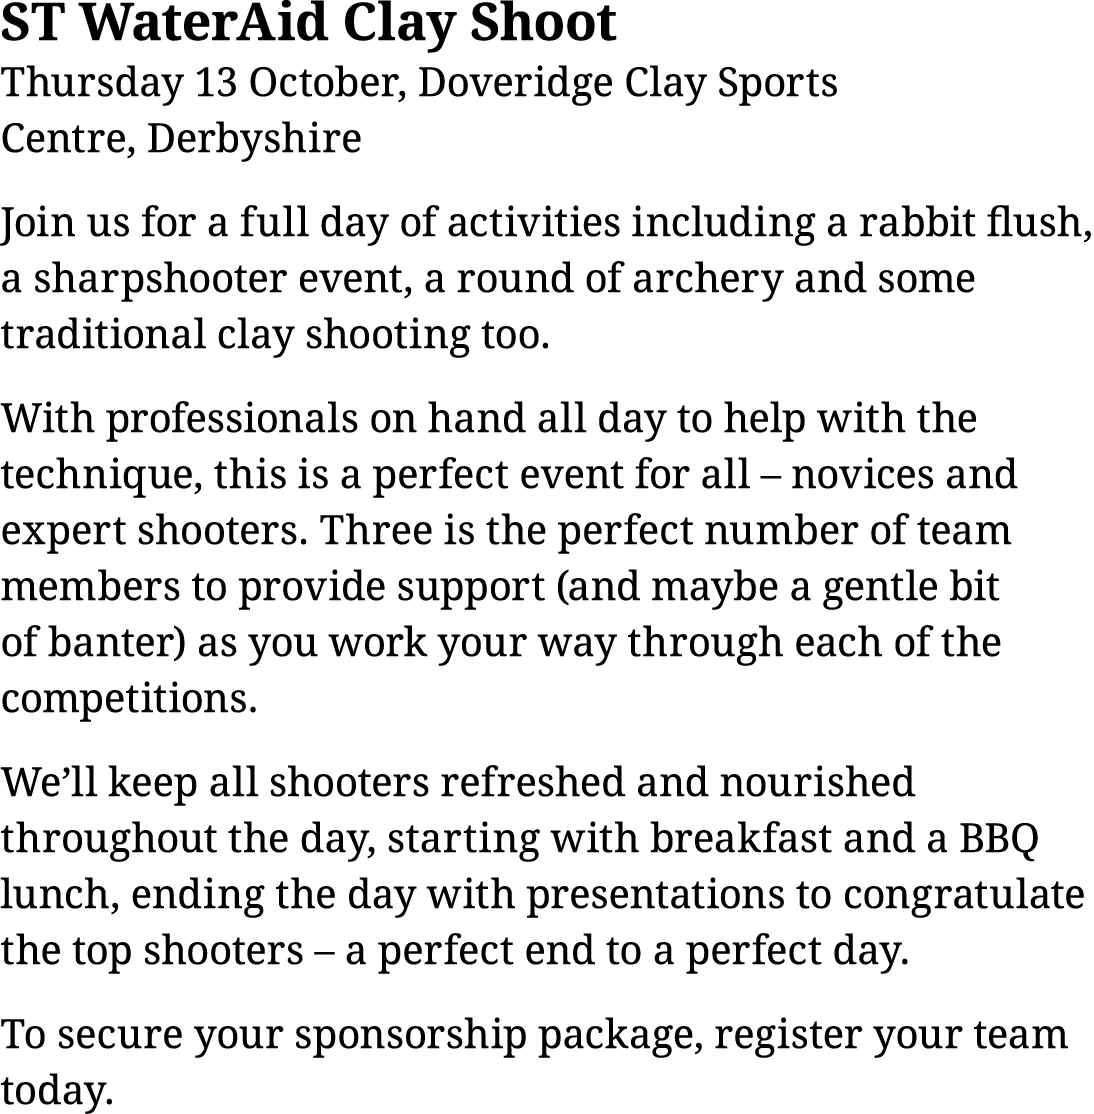 ST WaterAid Clay Shoot
Thursday 13 October, Doveridge Clay Sports
Centre, Derbyshire
Join us for a full day of activities including a rabbit flush,
a sharpshooter event, a round of archery and some
traditional clay shooting too.
With professionals on hand all day to help with the
technique, this is a perfect event for all – novices and
expert shooters. Three is the perfect number of team
members to provide support (and maybe a gentle bit
of banter) as you work your way through each of the
competitions.
We’ll keep all shooters refreshed and nourished
throughout the day, starting with breakfast and a BBQ
lunch, ending the day with presentations to congratulate
the top shooters – a perfect end to a perfect day.
To secure your sponsorship package, register your team
today.